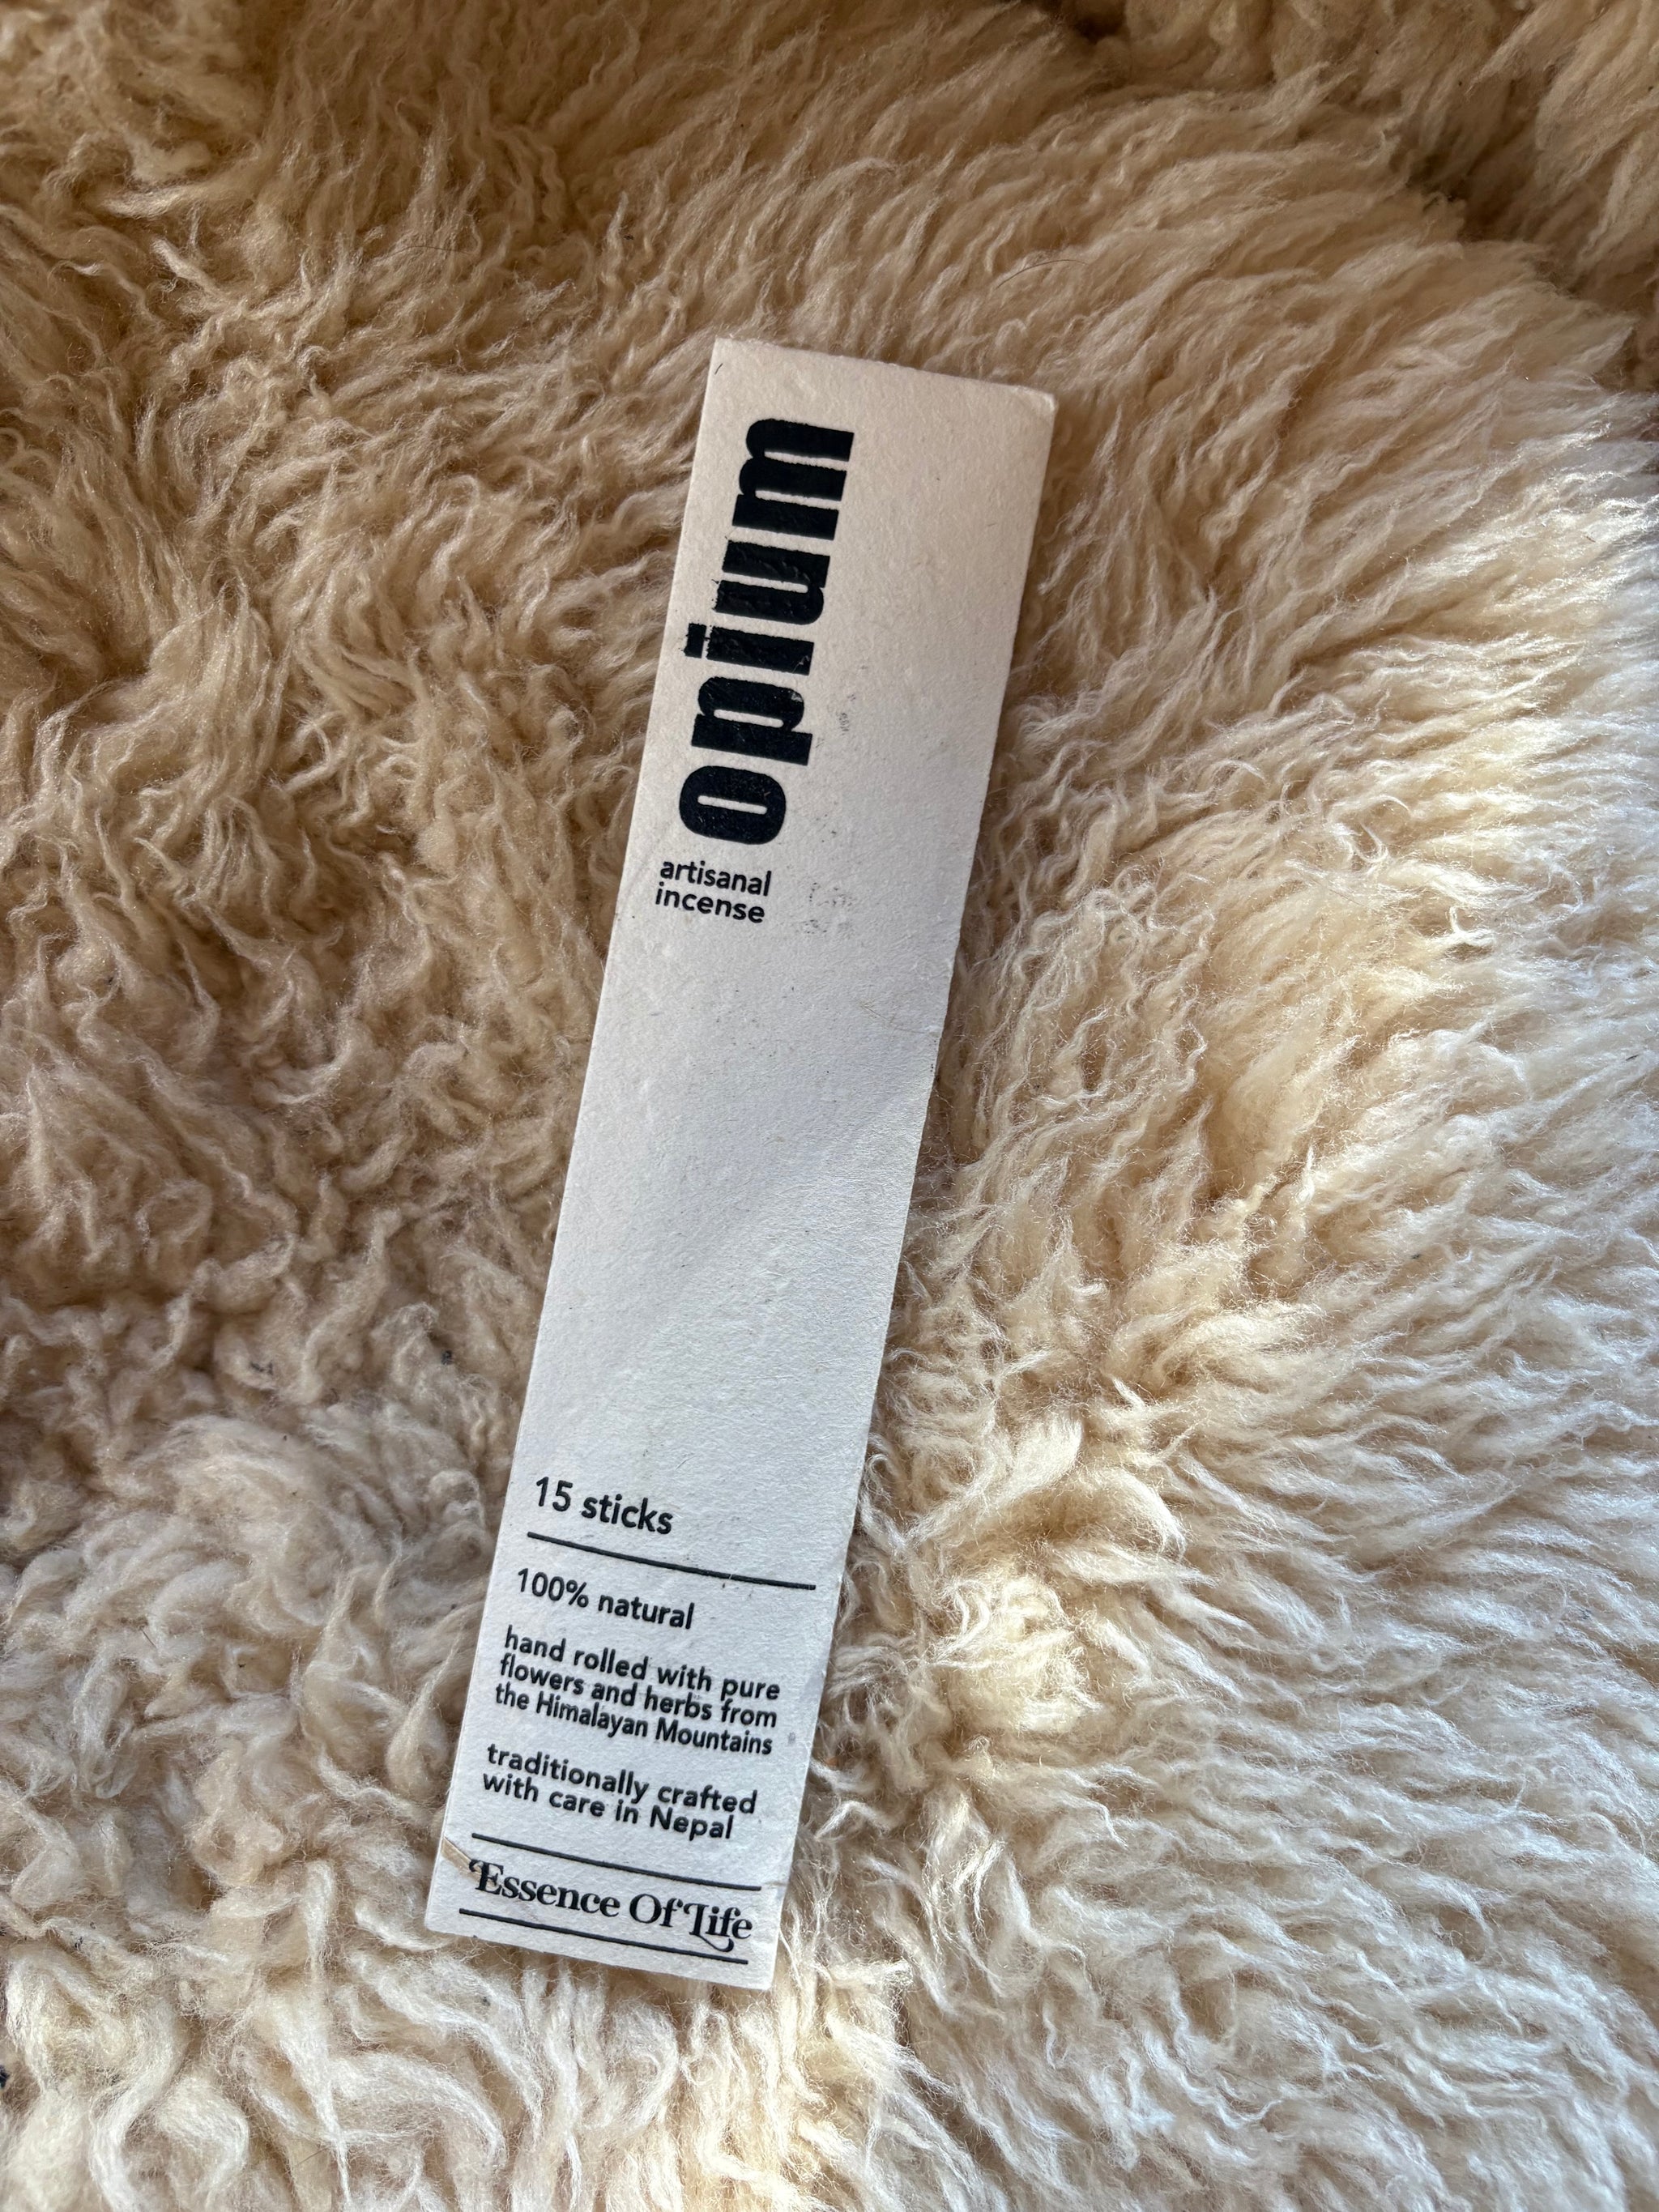 opium
artisanal
incense
15 sticks
100% natural
hand rolled with pure
flowers and herbs from
the Himalayan Mountains
traditionally crafted
with care in Nepal
Essence Of Life